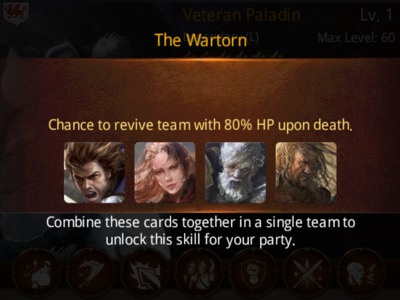 Veteran Paladin
Lv. 1
The Wartorn
(L)
Max Level: 60
Chance to revive team with 80% HP upon death.
Combine these cards together in a single team to
unlock this skill for your party.